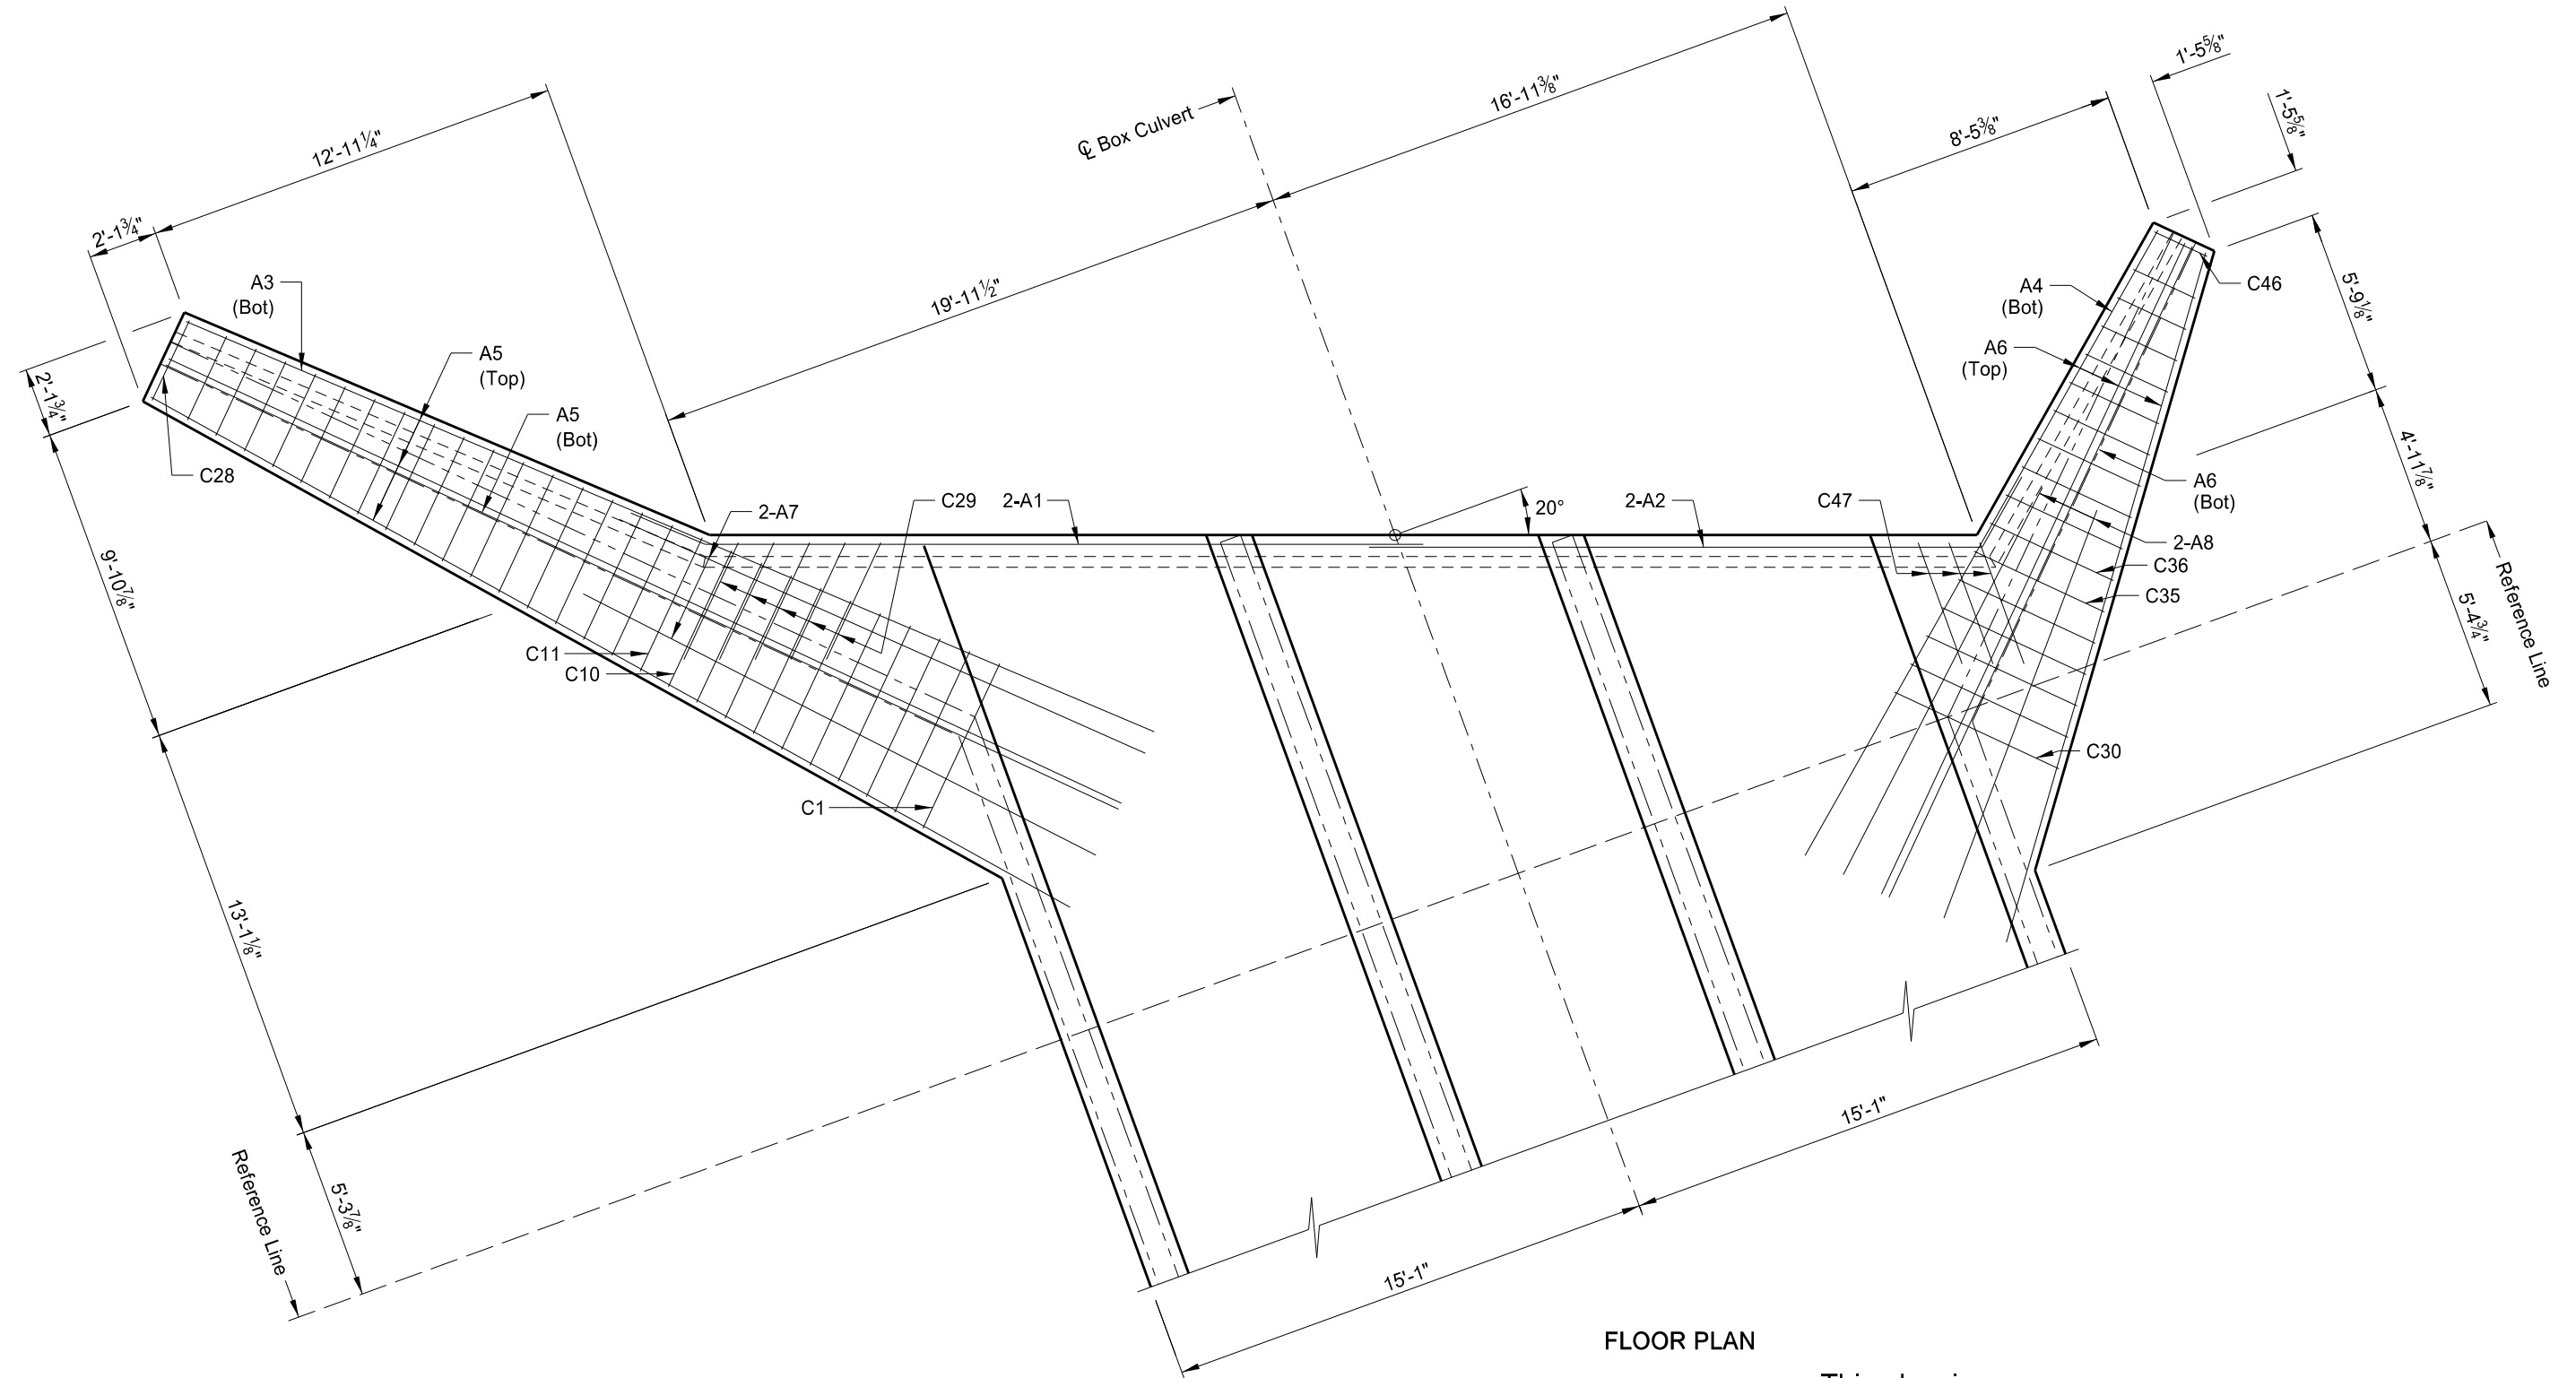 1'-5⅝"
16'-11⅜"
1'-5⅝"
℄ Box Culvert
8'-5⅜"
12'-11¼"
2'-1¾"
19'-11½"
A3
(Bot)
A4
(Bot)
C46
5'-9⅛"
A5
(Top)
A6
(Top)
2'-1¾"
A5
(Bot)
C28
4'-11⅞"
A6
(Bot)
2-A7
C29
2-A1
20°
2-A2
C47
2-A8
C36
C35
9'-10⅞"
5'-4¾"
Reference Line
C11
C10
C30
C1
13'-1⅛"
15'-1"
Reference Line
5'-3⅞"
15'-1"
FLOOR PLAN